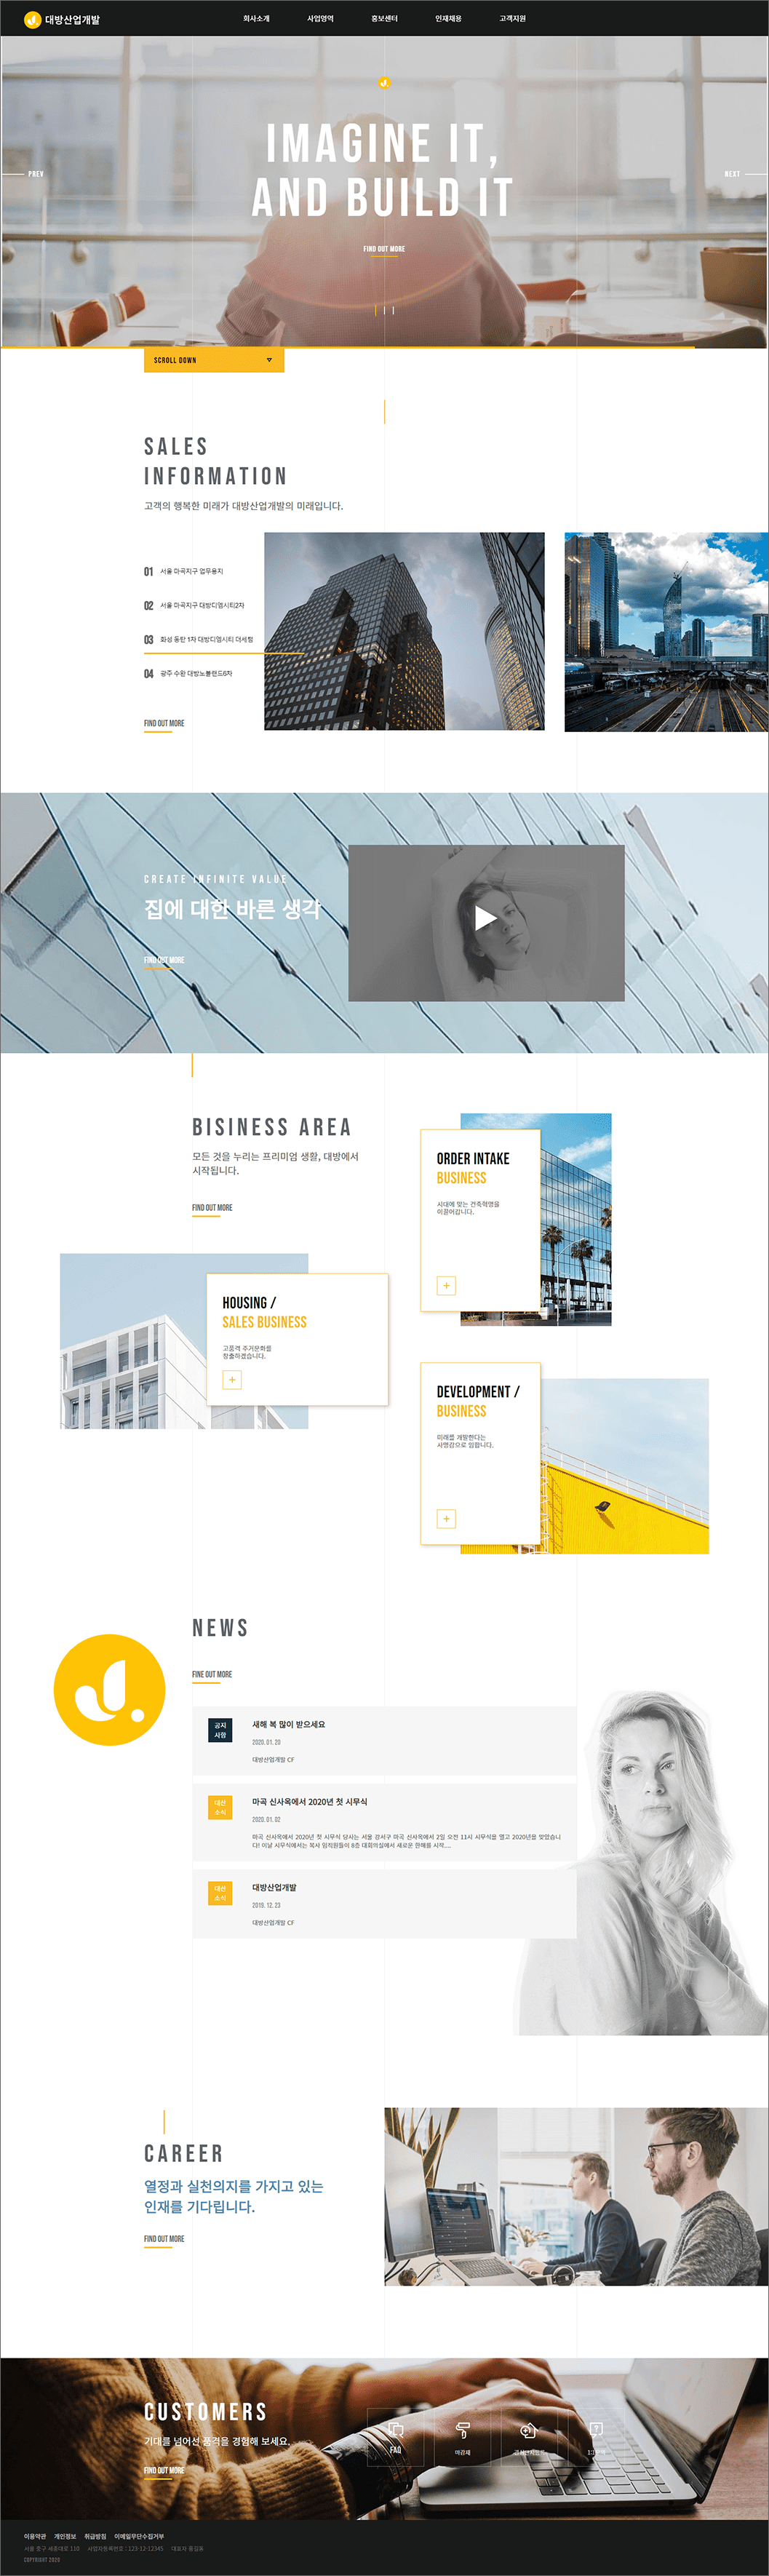 대방산업개발
회사소개 사업영역 홍보센터 인재채용 고객지원
IMAGINE IT,
AND BUILD IT
PREV
NEXT
FIND OUT MORE
SCROLL DOWN
SALES
INFORMATION
고객의 행복한 미래가 대방산업개발의 미래입니다.
01 서울 마곡지구 업무용지
02 서울 마곡지구 대방디엠시티2차
03 화성 동탄 1차 대방디엠시티 더세텀
04 광주 수완 대방노블랜드6차
FIND OUT MORE
CREATE INFINITE VALUE
집에 대한 바른 생각
FIND OUT MORE
BISINESS AREA
모든 것을 누리는 프리미엄 생활, 대방에서
시작됩니다.
FIND OUT MORE
ORDER INTAKE
BUSINESS
시대에 맞는 건축혁명을
이끌어갑니다.
+
HOUSING /
SALES BUSINESS
고품격 주거문화를
창출하겠습니다.
+
DEVELOPMENT /
BUSINESS
미래를 개발한다는
사명감으로 임합니다.
+
NEWS
FINE OUT MORE
공지
사항
새해 복 많이 받으세요
2020. 01. 20
대방산업개발 CF
대산
소식
마곡 신사옥에서 2020년 첫 시무식
2020. 01. 02
마곡 신사옥에서 2020년 첫 시무식 당사는 서울 강서구 마곡 신사옥에서 2일 오전 11시 시무식을 열고 2020년을 맞았습니
다! 이날 시무식에서는 본사 임직원들이 8층 대회의실에서 새로운 한해를 시작....
대산
소식
대방산업개발
2019. 12. 23
대방산업개발 CF
CAREER
열정과 실천의지를 가지고 있는
인재를 기다립니다.
FIND OUT MORE
CUSTOMERS
기대를 넘어선 품격을 경험해 보세요.
FIND OUT MORE
FAQ
마감재
이용약관 개인정보 취급방침 이메일무단수집거부
서울 중구 세종대로 110 사업자등록번호 : 123-12-12345 대표자 홍길동
COPYRIGHT 2020